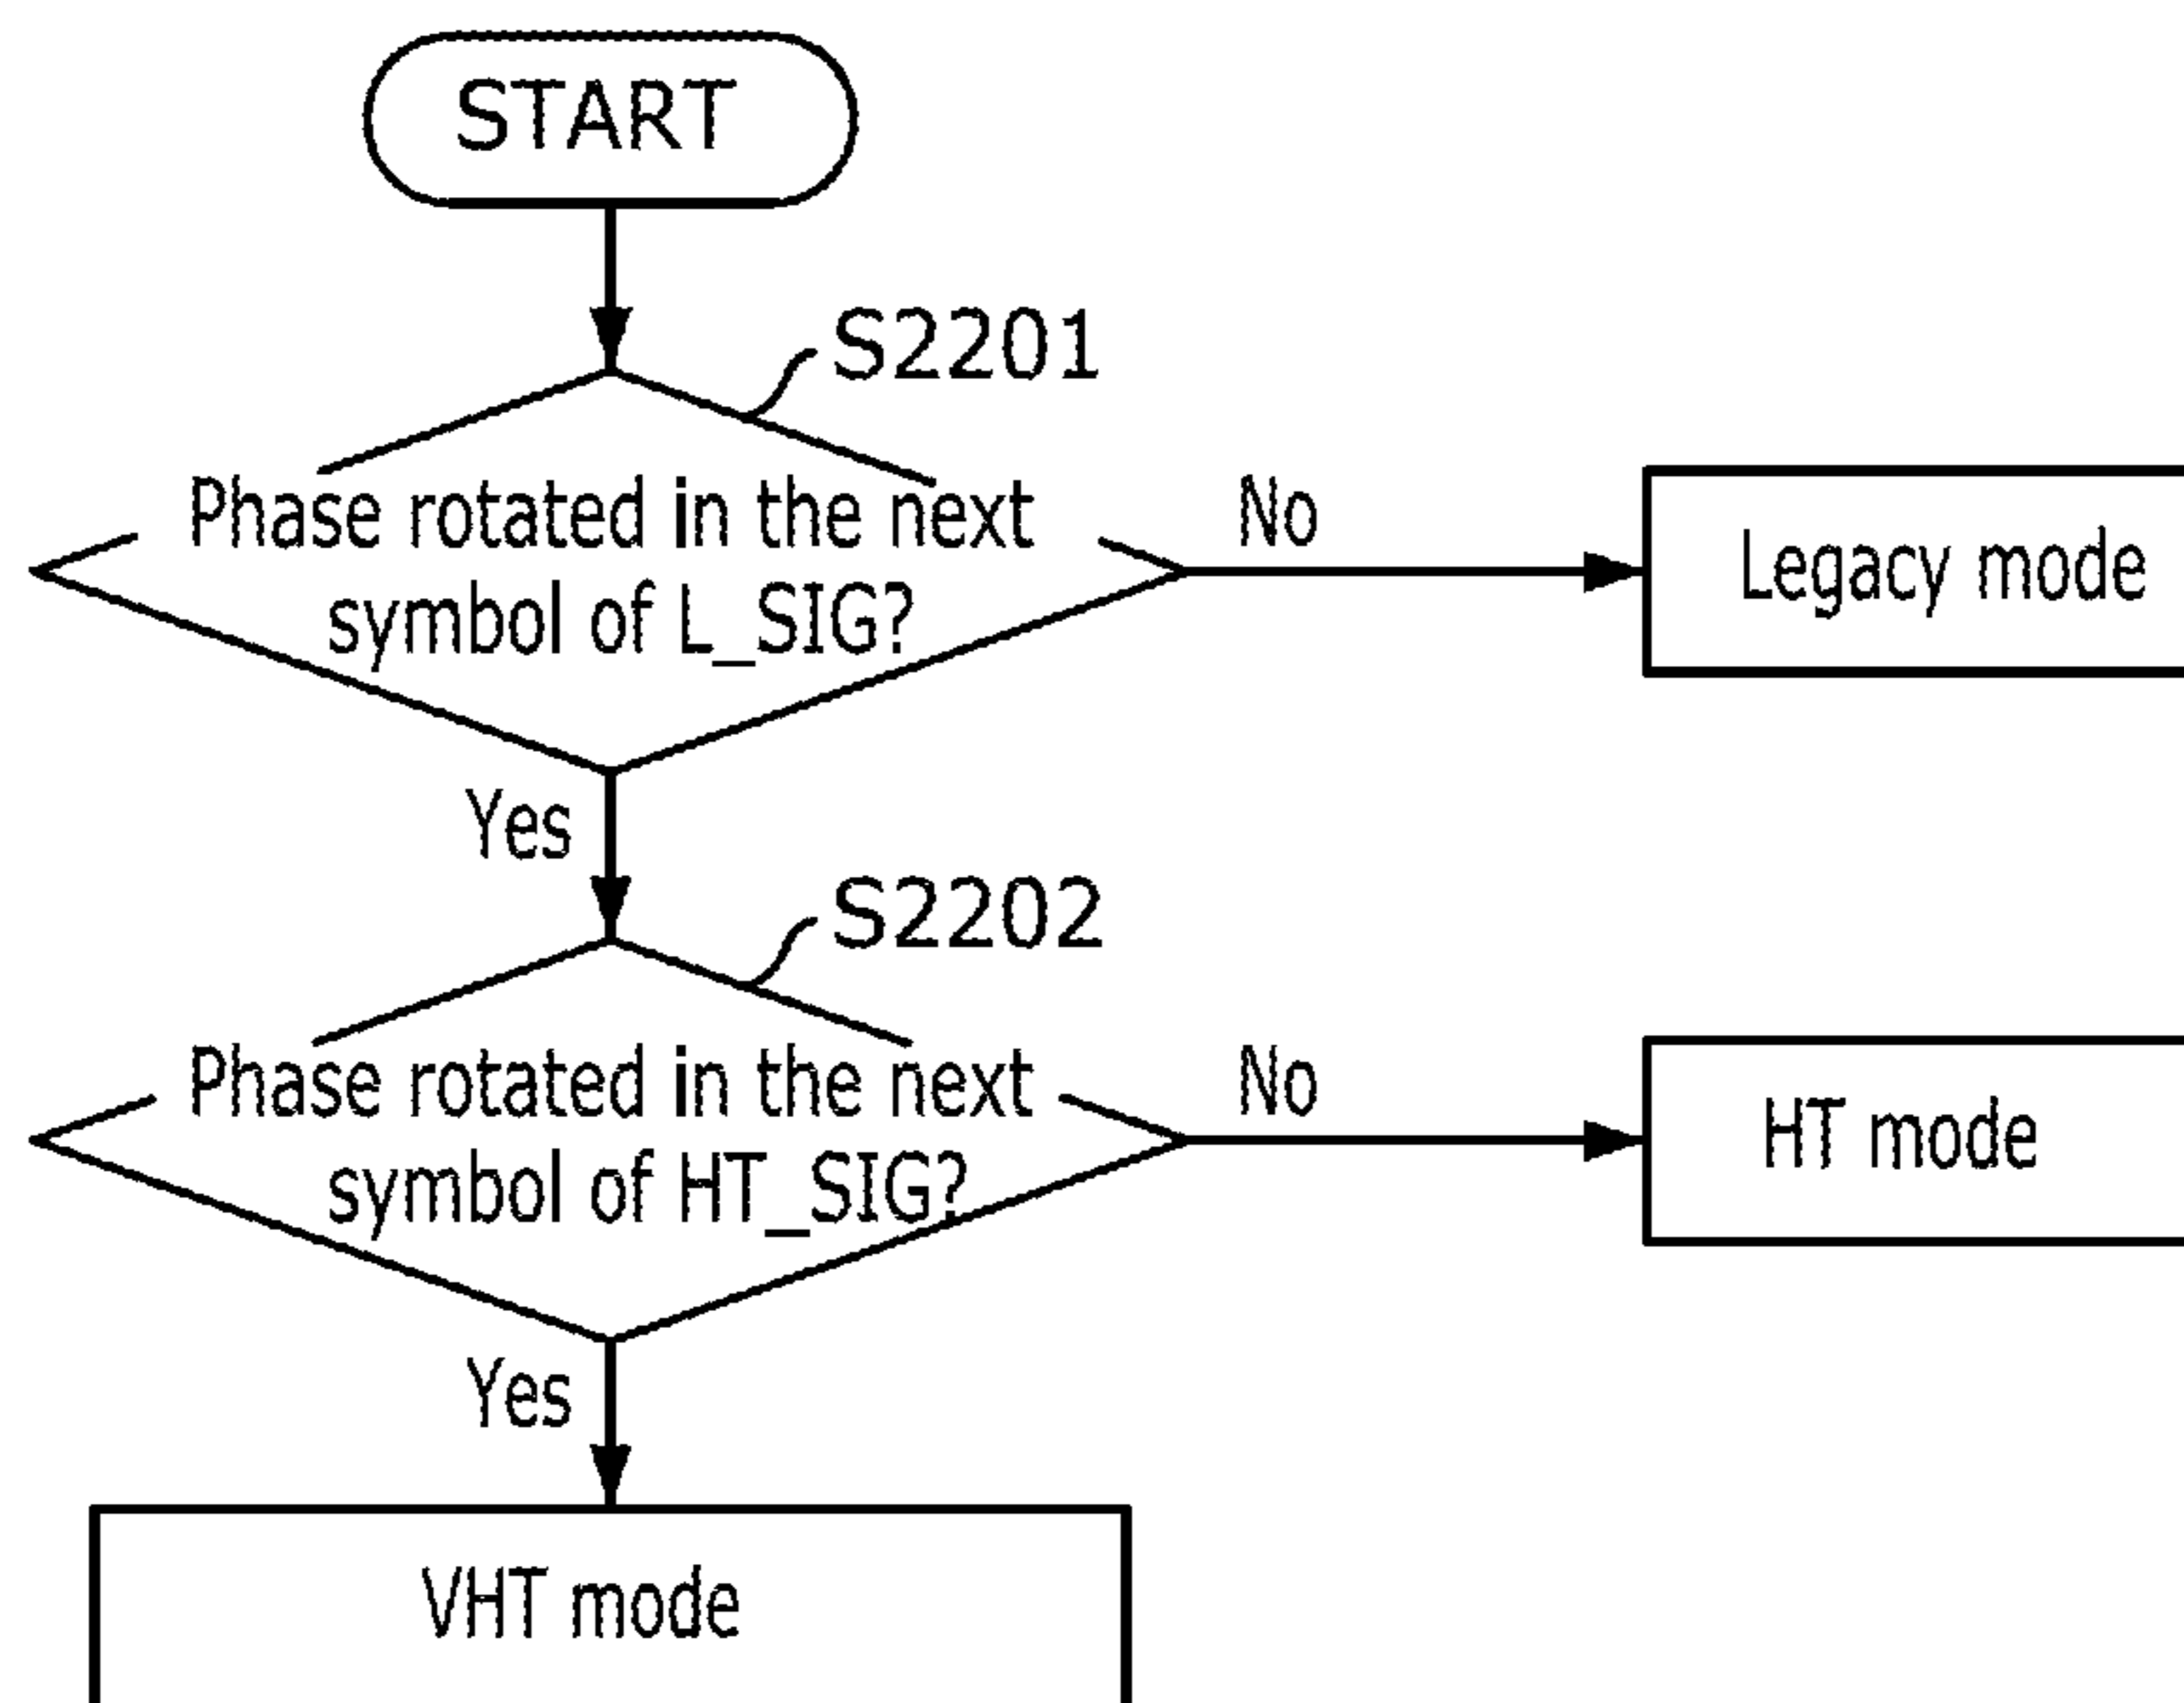 START
S2201
Phase rotated in the next
symbol of L_SIG?
No
Legacy mode
Yes
S2202
Phase rotated in the next
symbol of HT_SIG?
No
HT mode
Yes
VHT mode